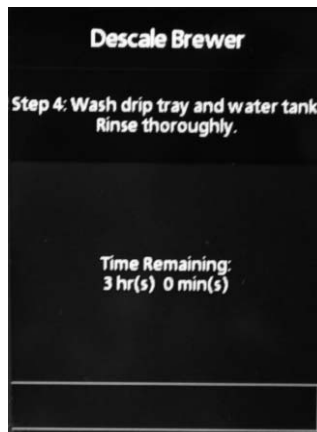 Descale Brewer
Step 4: Wash drip tray and water tank
Rinse thoroughly.
Time Remaining:
3 hr(s) 0 min(s)